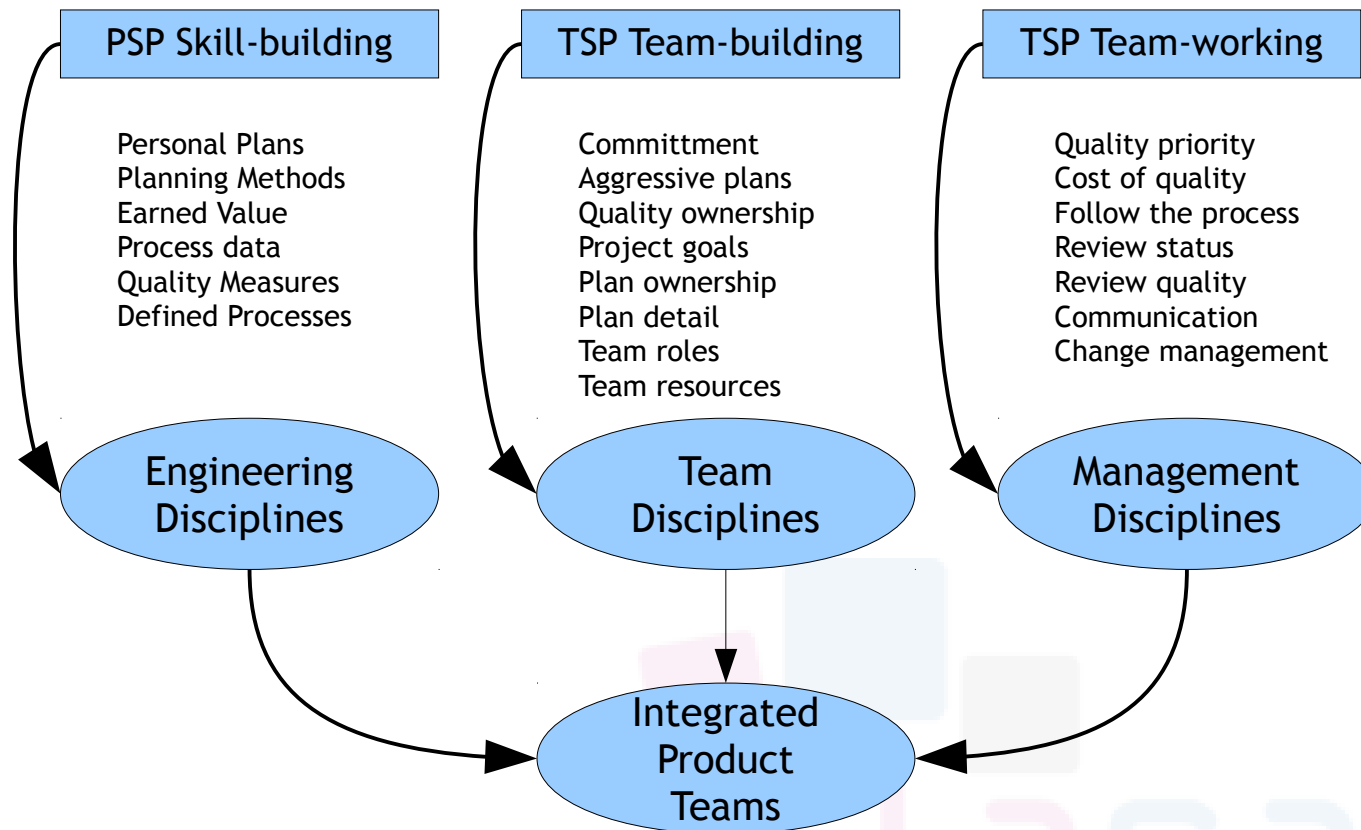 PSP Skill-building
TSP Team-building
TSP Team-working
Personal Plans
Planning Methods
Earned Value
Process data
Quality Measures
Defined Processes
Committment
Aggressive plans
Quality ownership
Project goals
Plan ownership
Plan detail
Team roles
Team resources
Quality priority
Cost of quality
Follow the process
Review status
Review quality
Communication
Change management
Engineering
Disciplines
Team
Disciplines
Management
Disciplines
Integrated
Product
Teams